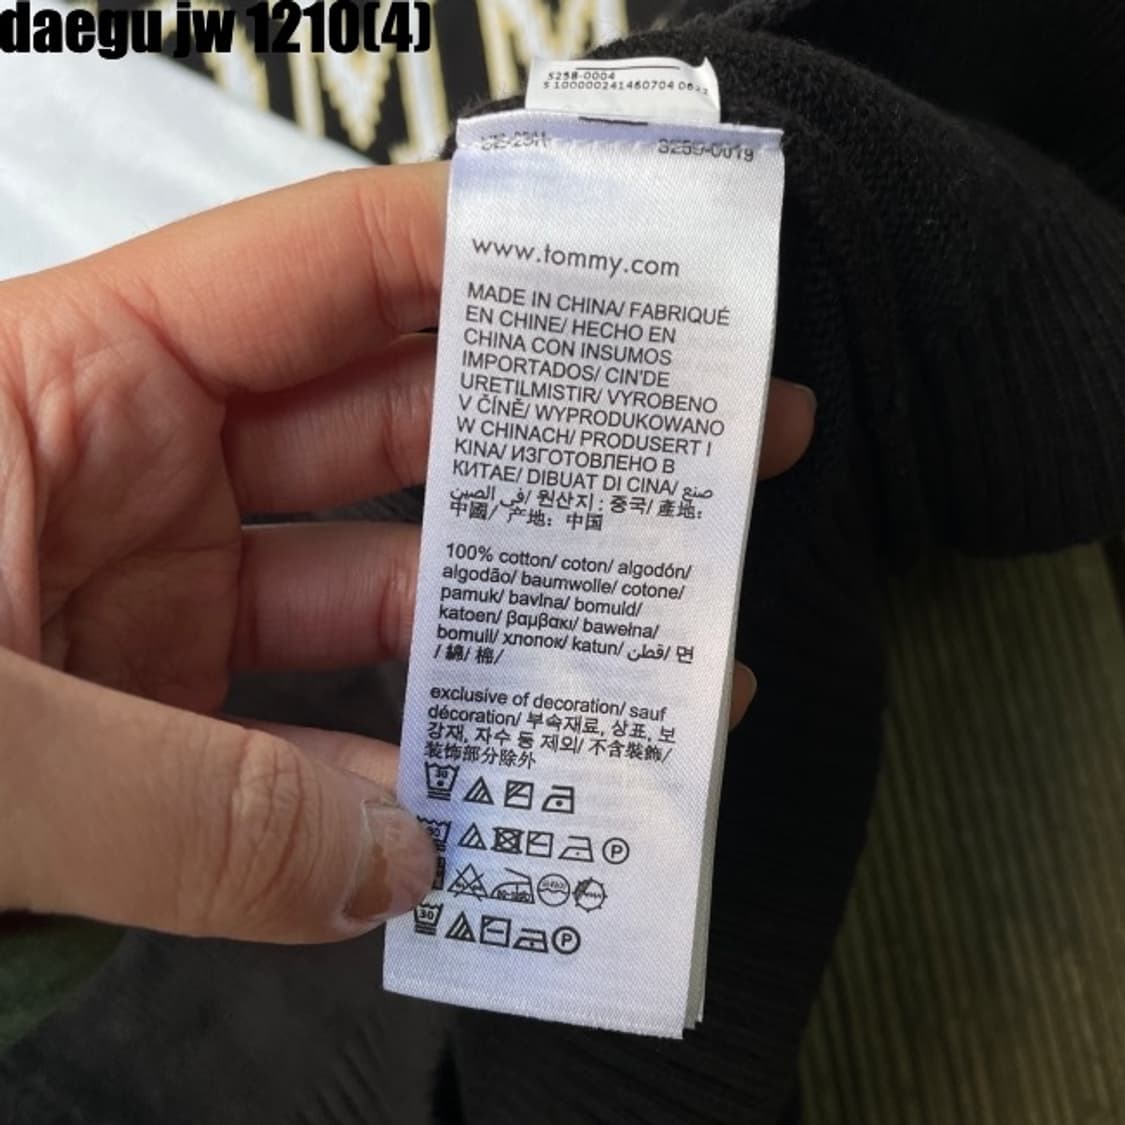 daegu jw 1210(4)
S258-0004
www.tommy.com
MADE IN CHINA/ FABRIQUÉ
EN CHINE/ HECHO EN
CHINA CON INSUMOS
IMPORTADOS/ CIN'DE
URETILMISTIR/ VYROBENO
V ČÍNĚ/ WYPRODUKOWANO
W CHINACH/ PRODUSERT I
KINA/ ИЗГОТОВЛЕНО В
КИТАЕ/ DIBUAT DI CINA/ صنع
في الصين/ 원산지 : 중국/ 產地:
中國/ 产地: 中国
100% cotton/ coton/ algodón/
algodão/ baumwolle/ cotone/
pamuk/ bavlna/ bomuld/
katoen/ βαμβακι/ bawełna/
bomull/ хлопок/ katun/ قطن/ 면
/ 綿/ 棉/
exclusive of decoration/ sauf
décoration/ 부속재료, 상표, 보
강재, 자수 등 제외/ 不含裝飾/
装饰部分除外
30
30
P
30
P